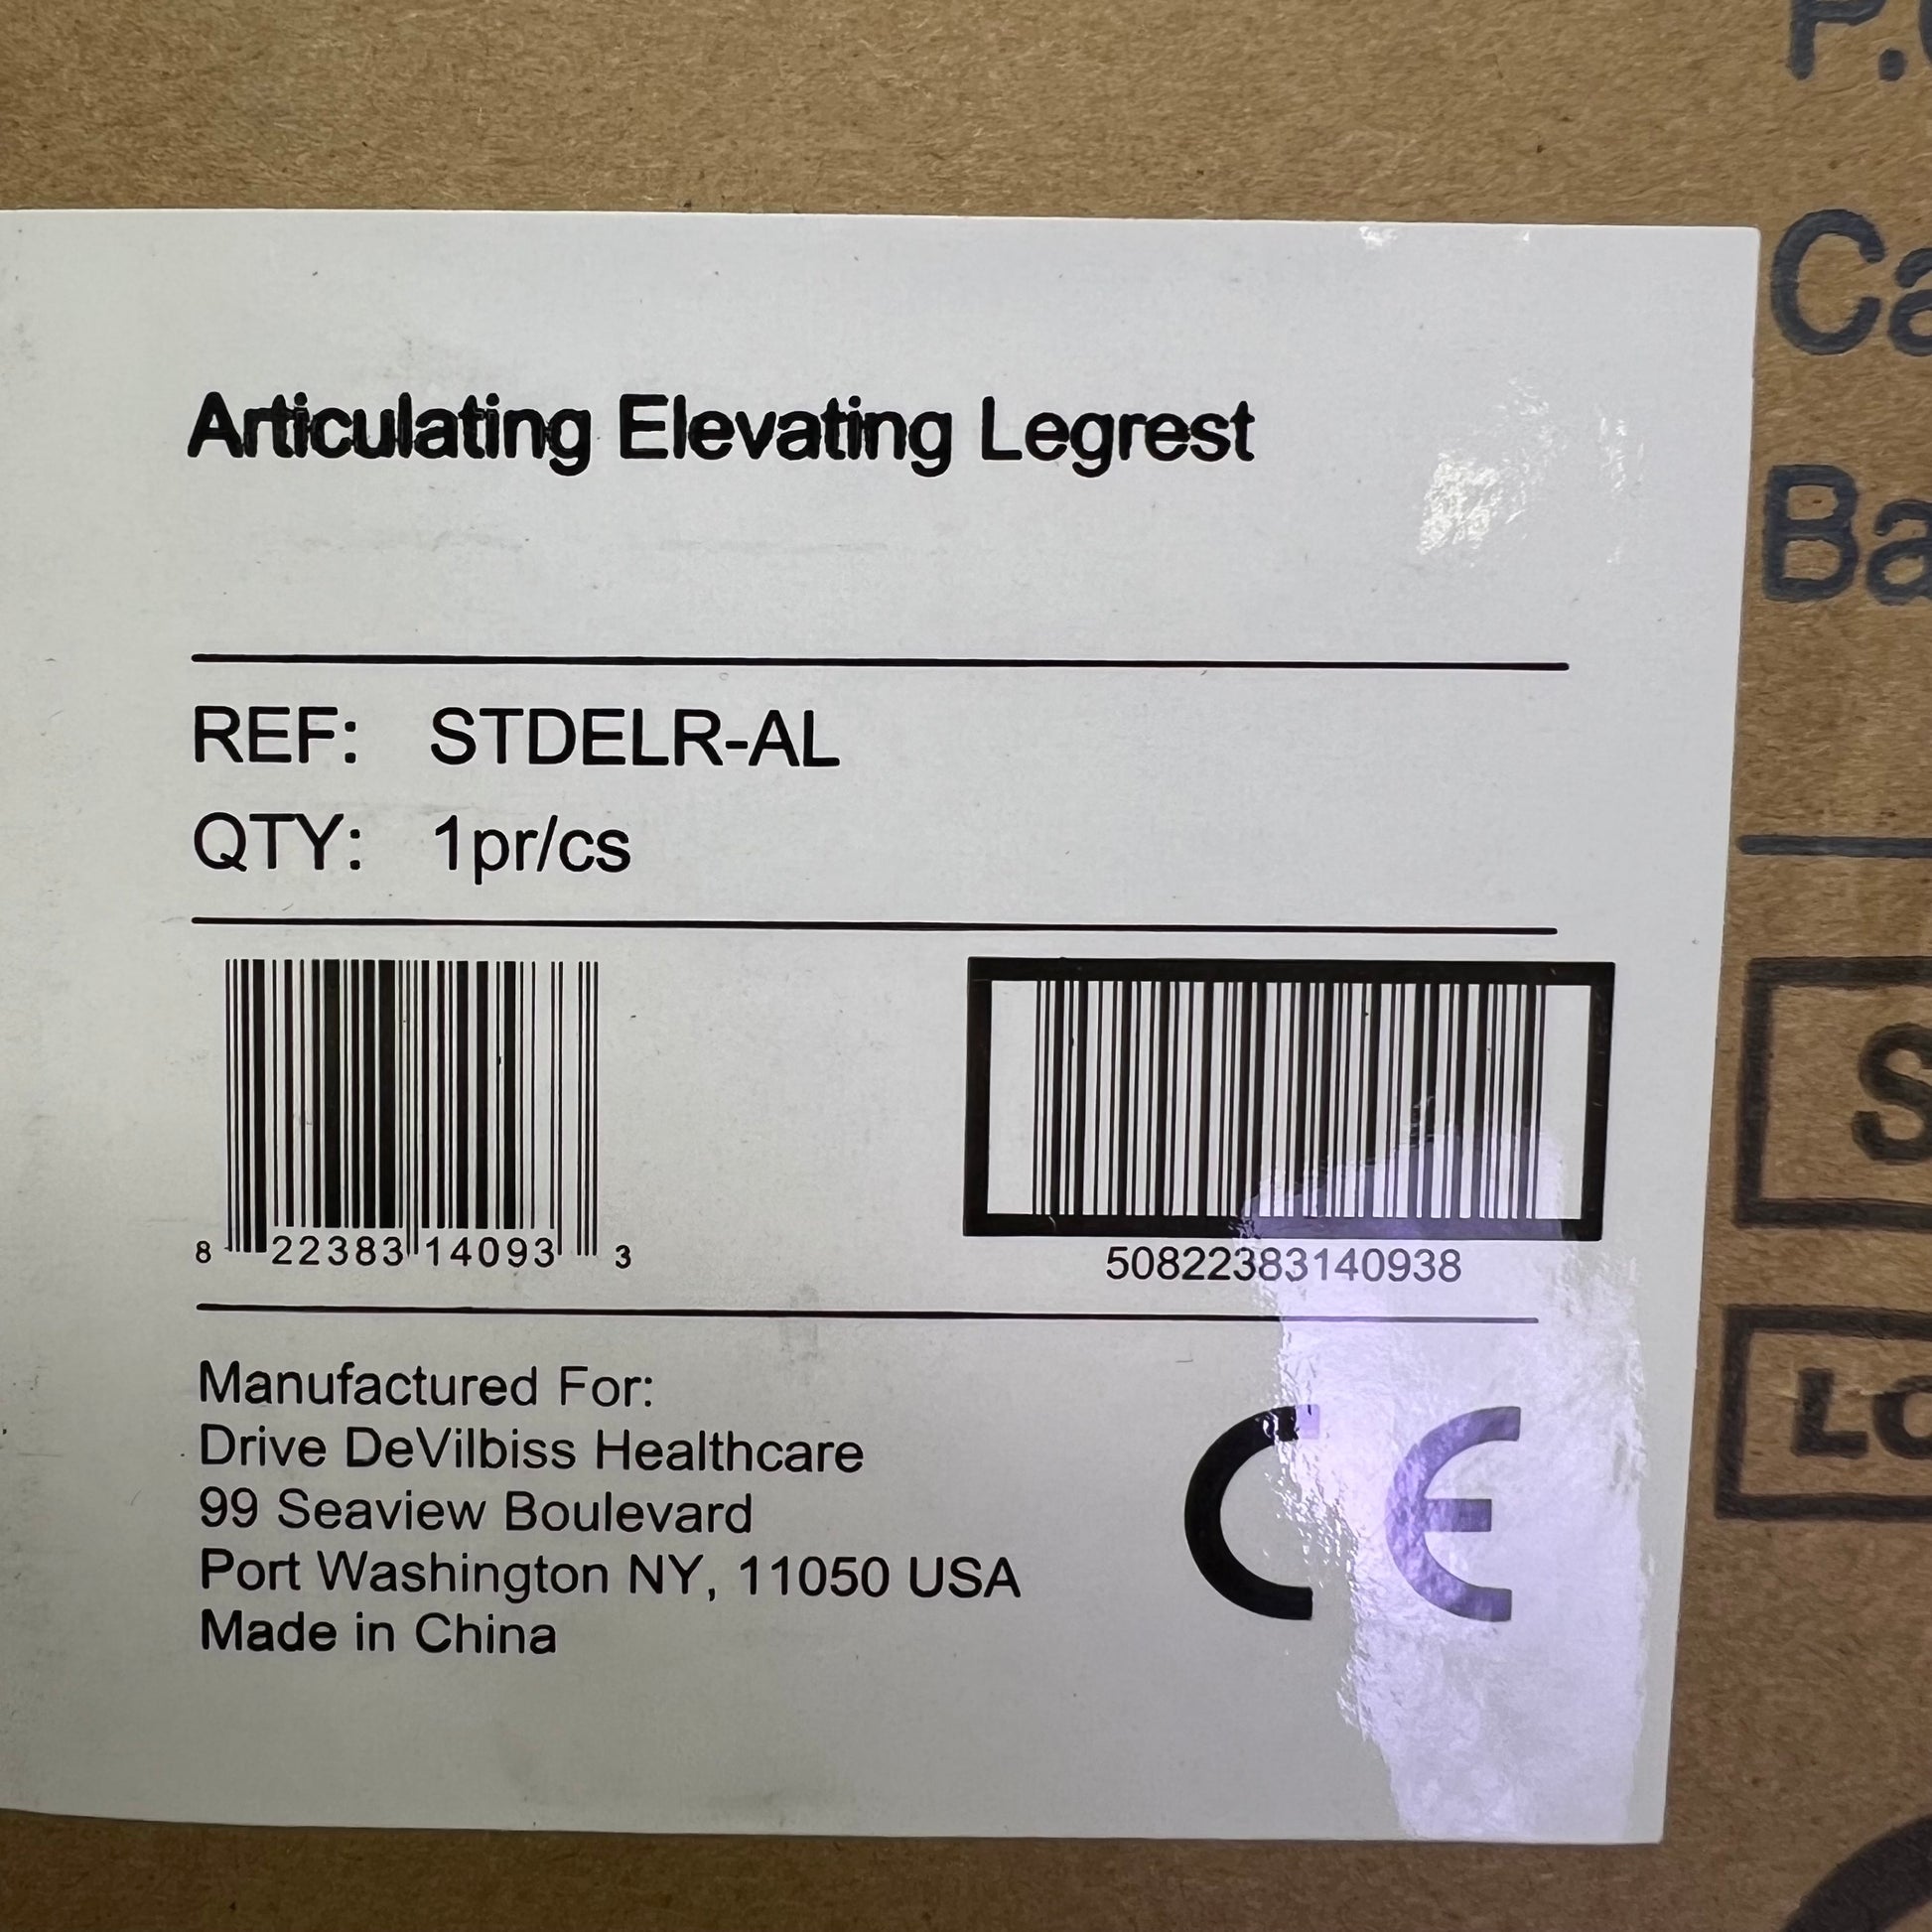 Articulating Elevating Legrest
REF: STDELR-AL
QTY: 1pr/cs
8 22383 14093 3
50822383140938
Manufactured For:
Drive DeVilbiss Healthcare
99 Seaview Boulevard
Port Washington NY, 11050 USA
Made in China
CE